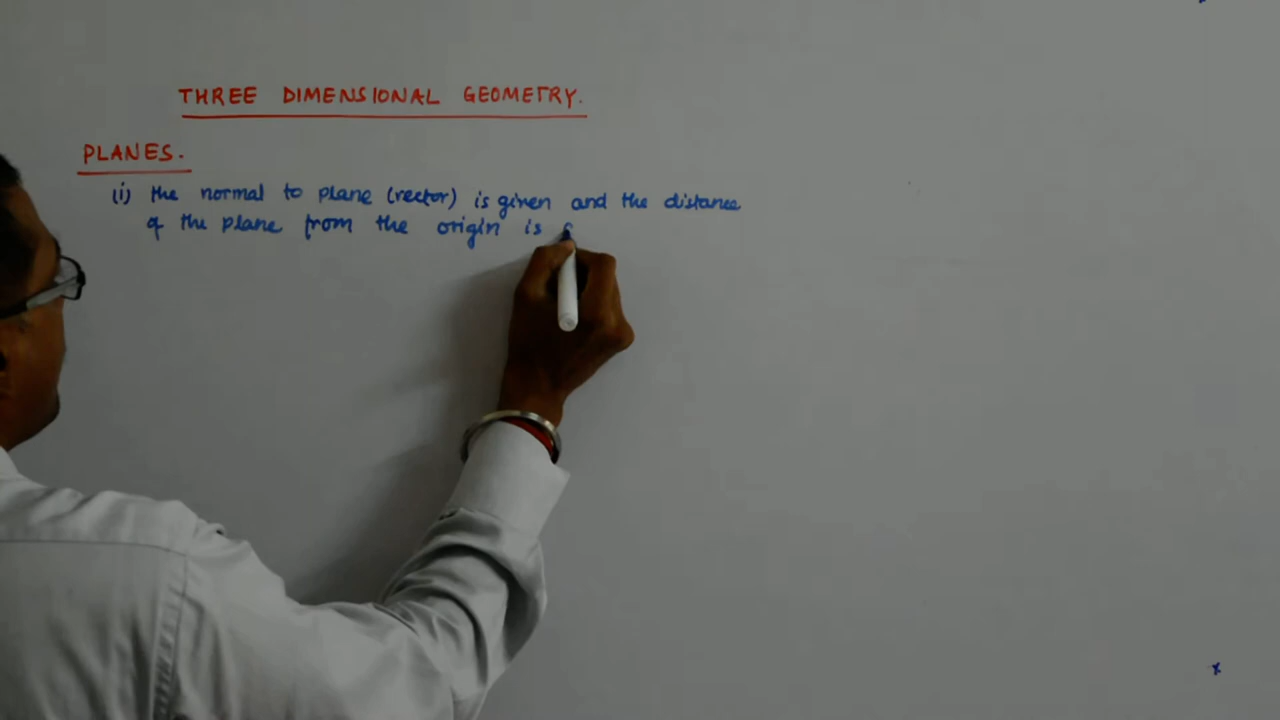 THREE DIMENSIONAL GEOMETRY.
PLANES.
(i) the normal to plane (vector) is given and the distance
of the plane from the origin is
x